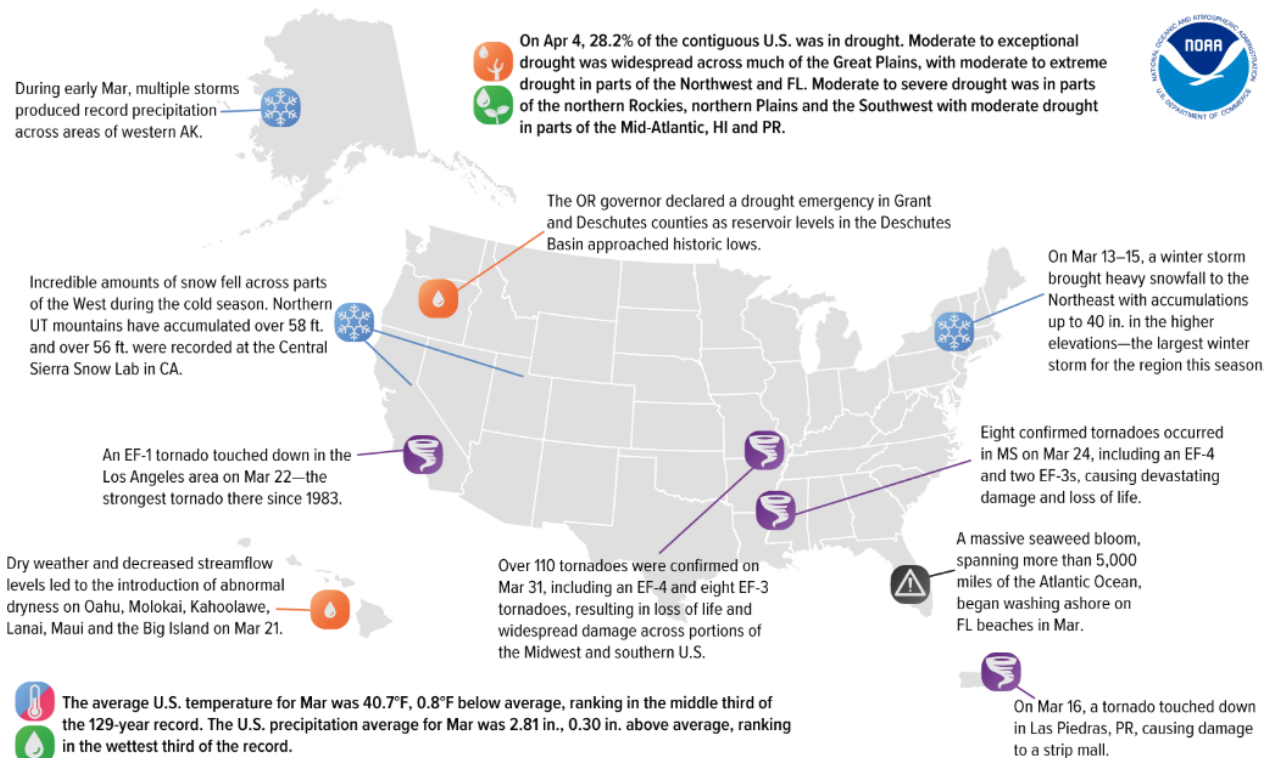 On Apr 4, 28.2% of the contiguous U.S. was in drought. Moderate to exceptional
drought was widespread across much of the Great Plains, with moderate to extreme
drought in parts of the Northwest and FL. Moderate to severe drought was in parts
of the northern Rockies, northern Plains and the Southwest with moderate drought
in parts of the Mid-Atlantic, HI and PR.
NATIONAL OCEANIC AND ATMOSPHERIC ADMINISTRATION
NOAA
U.S. DEPARTMENT OF COMMERCE
During early Mar, multiple storms
produced record precipitation
across areas of western AK.
The OR governor declared a drought emergency in Grant
and Deschutes counties as reservoir levels in the Deschutes
Basin approached historic lows.
Incredible amounts of snow fell across parts
of the West during the cold season. Northern
UT mountains have accumulated over 58 ft.
and over 56 ft. were recorded at the Central
Sierra Snow Lab in CA.
On Mar 13–15, a winter storm
brought heavy snowfall to the
Northeast with accumulations
up to 40 in. in the higher
elevations—the largest winter
storm for the region this season
An EF-1 tornado touched down in the
Los Angeles area on Mar 22—the
strongest tornado there since 1983.
Eight confirmed tornadoes occurred
in MS on Mar 24, including an EF-4
and two EF-3s, causing devastating
damage and loss of life.
Dry weather and decreased streamflow
levels led to the introduction of abnormal
dryness on Oahu, Molokai, Kahoolawe,
Lanai, Maui and the Big Island on Mar 21.
Over 110 tornadoes were confirmed on
Mar 31, including an EF-4 and eight EF-3
tornadoes, resulting in loss of life and
widespread damage across portions of
the Midwest and southern U.S.
A massive seaweed bloom,
spanning more than 5,000
miles of the Atlantic Ocean,
began washing ashore on
FL beaches in Mar.
On Mar 16, a tornado touched down
in Las Piedras, PR, causing damage
to a strip mall.
The average U.S. temperature for Mar was 40.7°F, 0.8°F below average, ranking in the middle third of
the 129-year record. The U.S. precipitation average for Mar was 2.81 in., 0.30 in. above average, ranking
in the wettest third of the record.